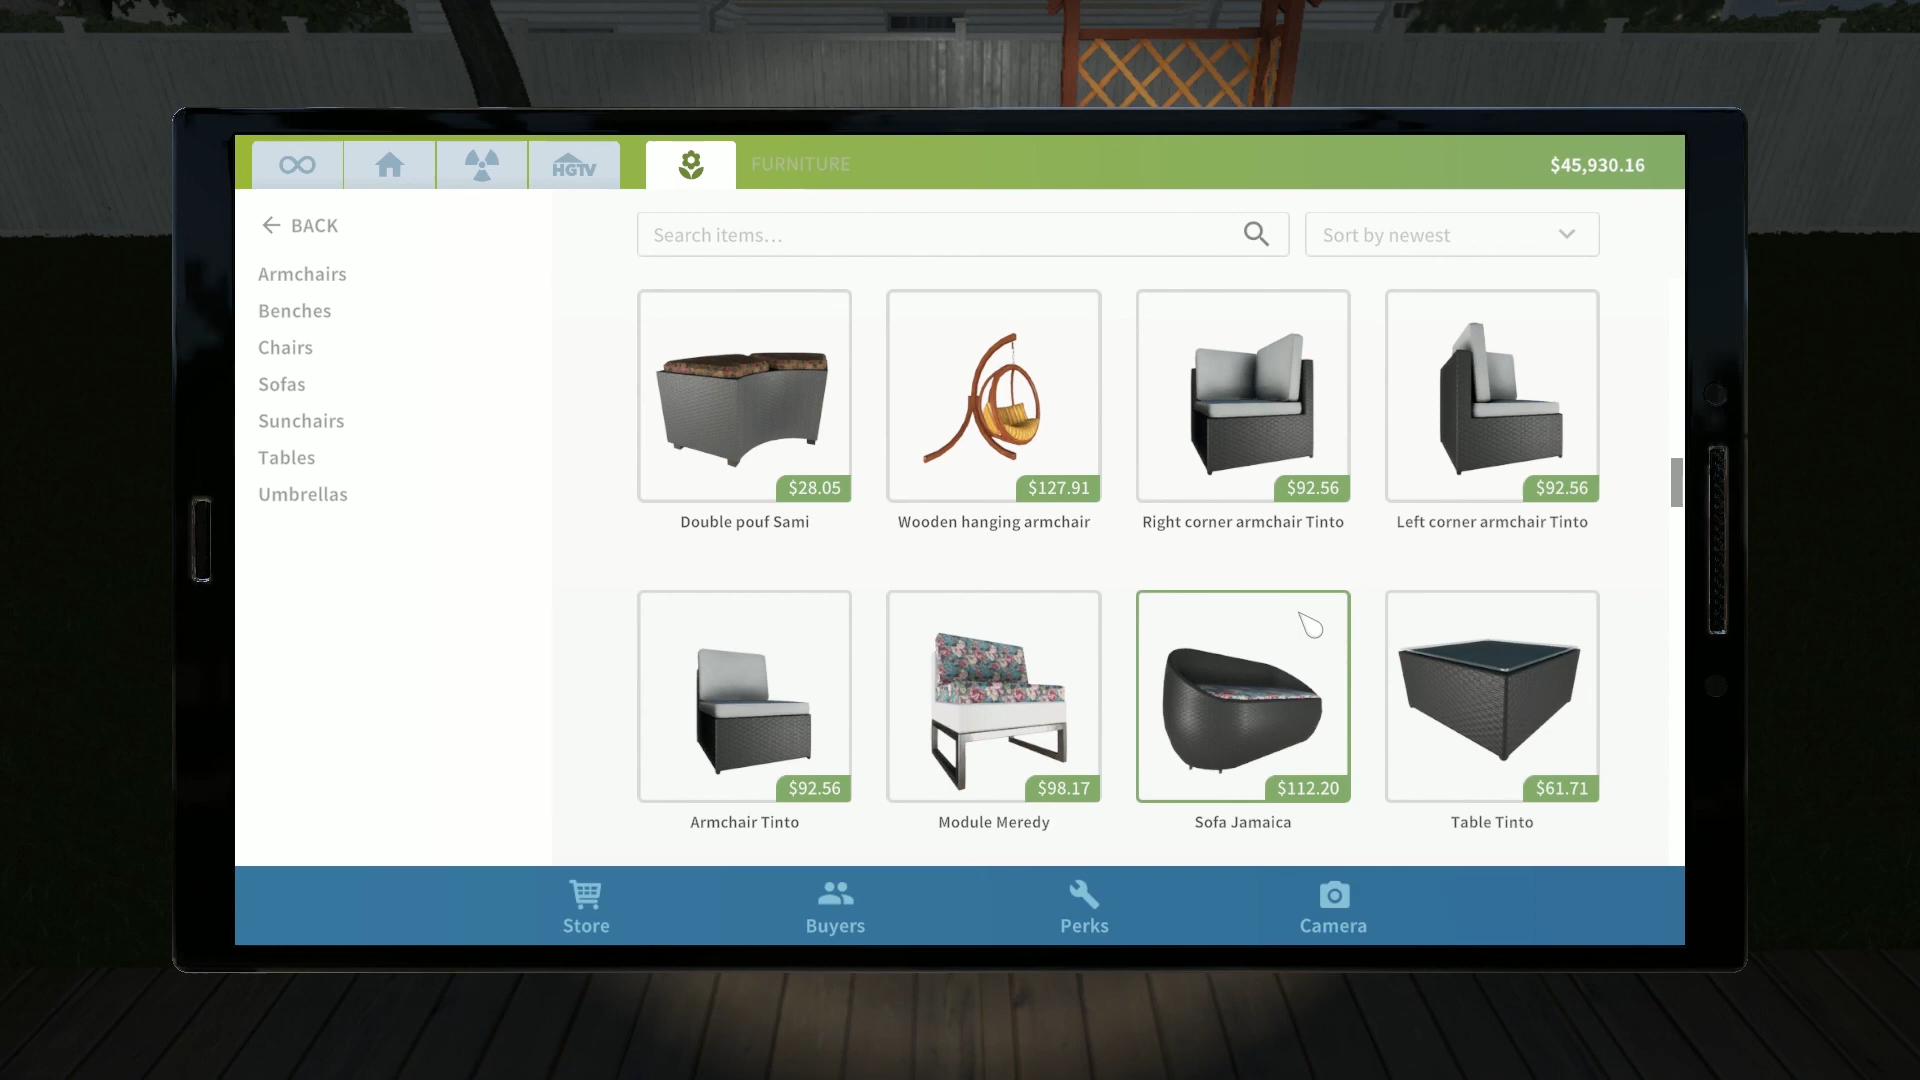 HGTV
FURNITURE
$45,930.16
BACK
Armchairs
Benches
Chairs
Sofas
Sunchairs
Tables
Umbrellas
Search items...
Sort by newest
$28.05
$127.91
$92.56
$92.56
Double pouf Sami
Wooden hanging armchair
Right corner armchair Tinto
Left corner armchair Tinto
$92.56
$98.17
$112.20
$61.71
Armchair Tinto
Module Meredy
Sofa Jamaica
Table Tinto
Store
Buyers
Perks
Camera